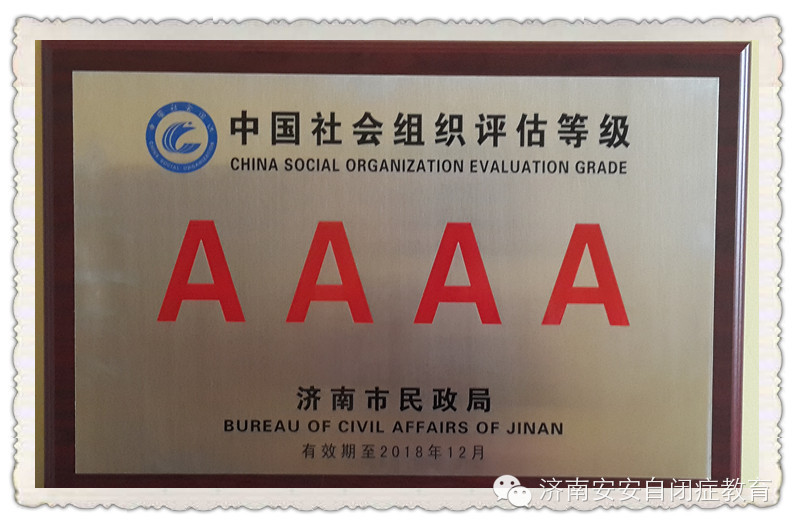 中国社会组织评估等级
CHINA SOCIAL ORGANIZATION EVALUATION GRADE
AAAA
济南市民政局
BUREAU OF CIVIL AFFAIRS OF JINAN
有效期至2018年12月
济南安安自闭症教育